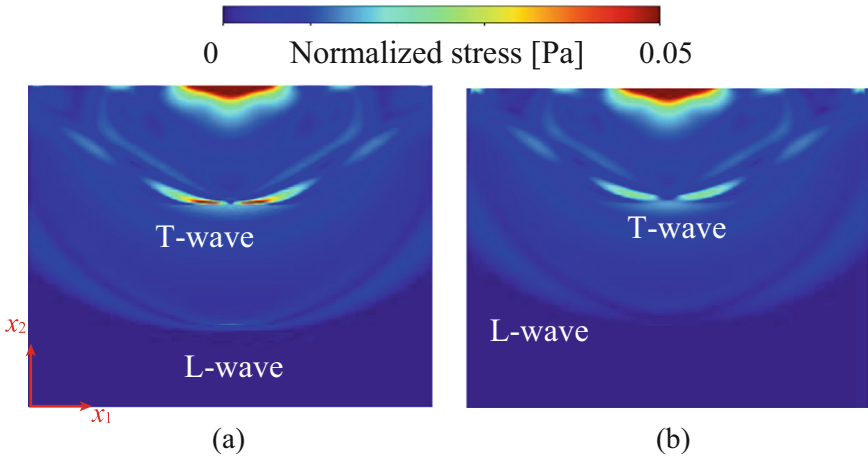 0 Normalized stress [Pa] 0.05
T-wave
L-wave
x2
x1
(a)
T-wave
L-wave
(b)